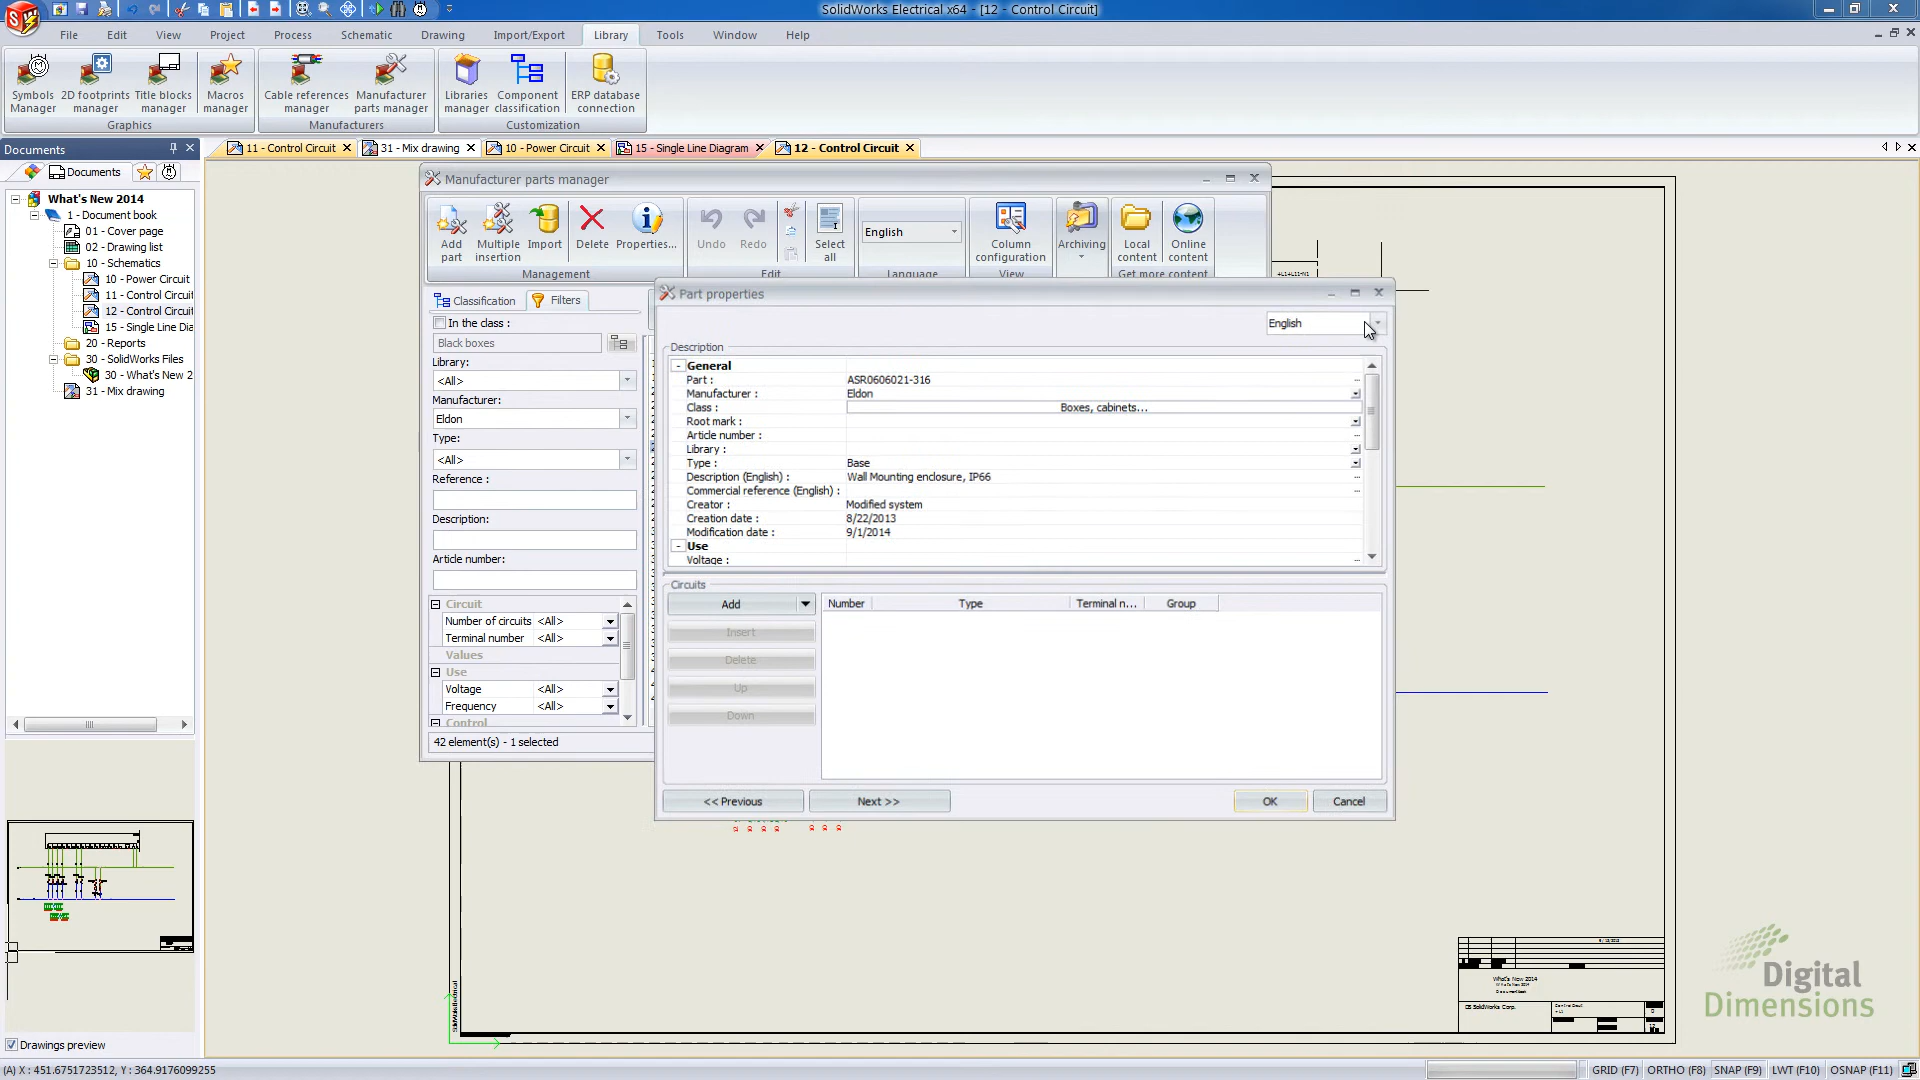 SolidWorks Electrical x64 - [12 - Control Circuit]
File Edit View Project Process Schematic Drawing Import/Export Library Tools Window Help
Symbols Manager
2D footprints manager
Title blocks manager
Macros manager
Graphics
Cable references manager
Manufacturer parts manager
Manufacturers
Libraries manager
Component classification
ERP database connection
Customization
Documents
11 - Control Circuit
31 - Mix drawing
10 - Power Circuit
15 - Single Line Diagram
12 - Control Circuit
Documents
What's New 2014
1 - Document book
01 - Cover page
02 - Drawing list
10 - Schematics
10 - Power Circuit
11 - Control Circuit
12 - Control Circuit
15 - Single Line Dia
20 - Reports
30 - SolidWorks Files
30 - What's New 2
31 - Mix drawing
Drawings preview
Manufacturer parts manager
Add part
Multiple insertion
Import
Delete
Properties...
Management
Undo
Redo
Select all
Edit
English
Language
Column configuration
View
Archiving
Local content
Online content
Get more content
Classification
Filters
In the class :
Black boxes
Library:
<All>
Manufacturer:
Eldon
Type:
<All>
Reference :
Description:
Article number:
Circuit
Number of circuits <All>
Terminal number <All>
Values
Use
Voltage <All>
Frequency <All>
Control
42 element(s) - 1 selected
Part properties
English
Description
General
Part : ASR0606021-316
Manufacturer : Eldon
Class : Boxes, cabinets...
Root mark :
Article number :
Library :
Type : Base
Description (English) : Wall Mounting enclosure, IP66
Commercial reference (English) :
Creator : Modified system
Creation date : 8/22/2013
Modification date : 9/1/2014
Use
Voltage :
Circuits
Add
Insert
Delete
Up
Down
Number Type Terminal n... Group
<< Previous
Next >>
OK
Cancel
What's New 2014
SolidWorks Electrical
Digital
Dimensions
(A) X : 451.6751723512, Y : 364.9176099255
GRID (F7) ORTHO (F8) SNAP (F9) LWT (F10) OSNAP (F11)